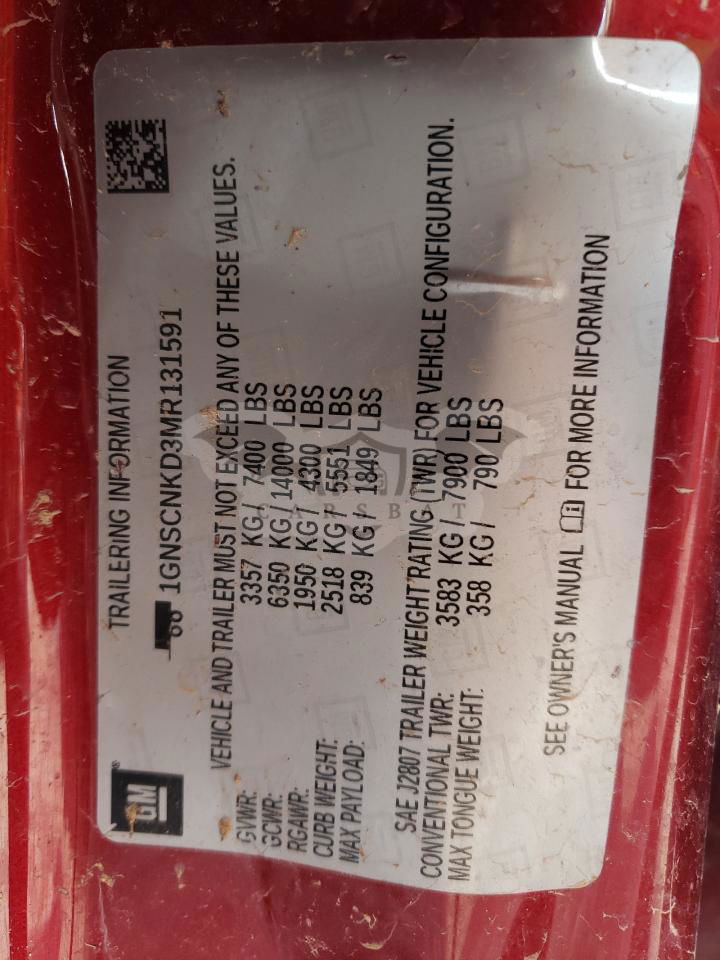 GM
TRAILERING INFORMATION
1GNSCNKD3MR131591
VEHICLE AND TRAILER MUST NOT EXCEED ANY OF THESE VALUES.
GVWR: 3357 KG / 7400 LBS
GCWR: 6350 KG / 14000 LBS
RGAWR: 1950 KG / 4300 LBS
CURB WEIGHT: 2518 KG / 5551 LBS
MAX PAYLOAD: 839 KG / 1849 LBS
SAE J2807 TRAILER WEIGHT RATING (TWR) FOR VEHICLE CONFIGURATION.
CONVENTIONAL TWR: 3583 KG / 7900 LBS
MAX TONGUE WEIGHT: 358 KG / 790 LBS
SEE OWNER'S MANUAL FOR MORE INFORMATION
CARSBAT